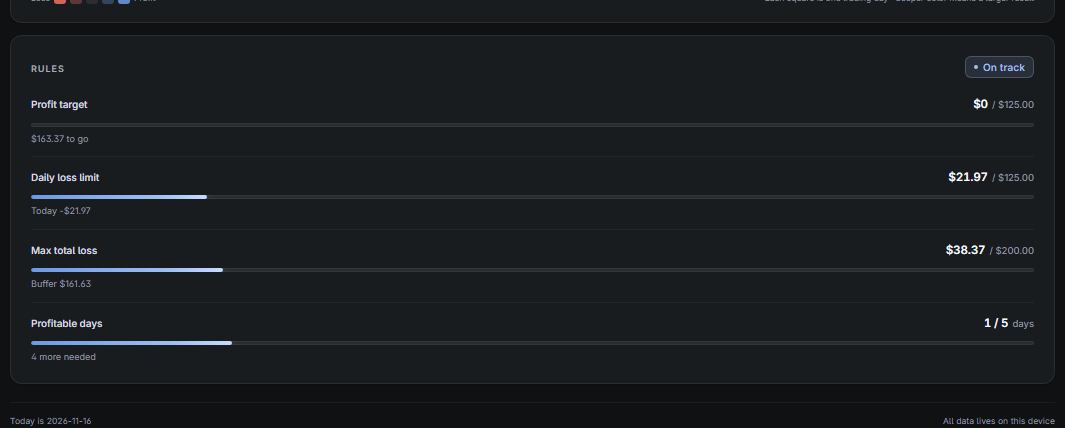 RULES
On track
Profit target
$0 / $125.00
$163.37 to go
Daily loss limit
$21.97 / $125.00
Today -$21.97
Max total loss
$38.37 / $200.00
Buffer $161.63
Profitable days
1 / 5 days
4 more needed
Today is 2026-11-16
All data lives on this device